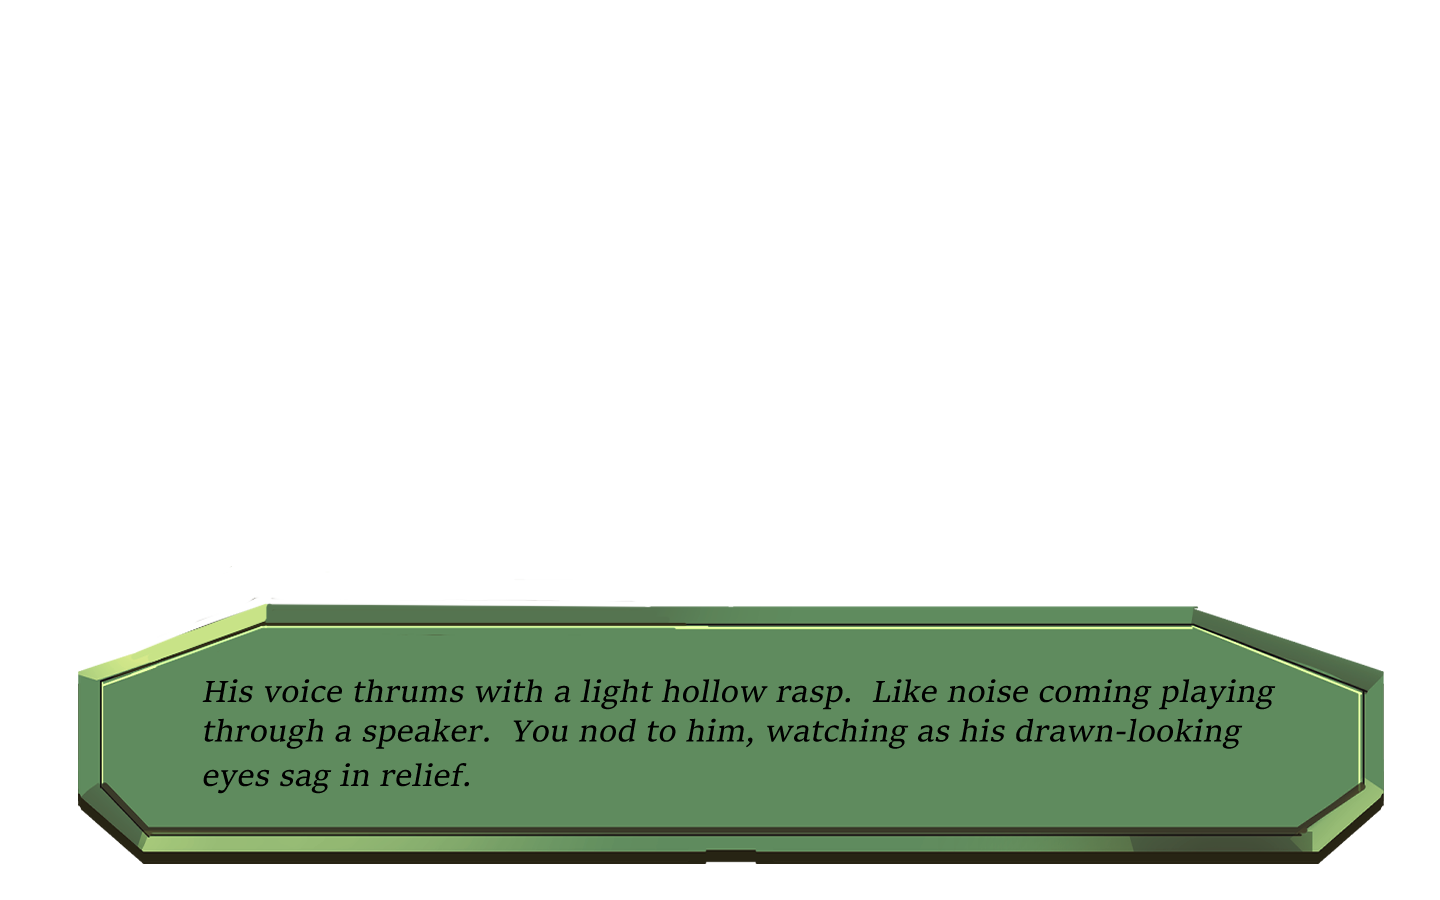 His voice thrums with a light hollow rasp.  Like noise coming playing
through a speaker.  You nod to him, watching as his drawn-looking
eyes sag in relief.